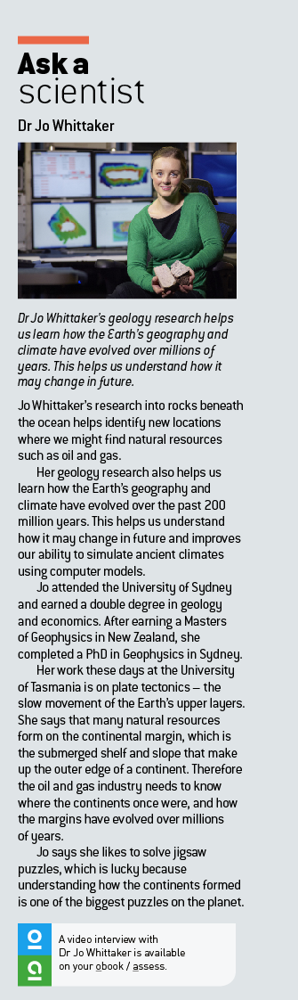 Ask a
scientist
Dr Jo Whittaker
Dr Jo Whittaker's geology research helps
us learn how the Earth's geography and
climate have evolved over millions of
years. This helps us understand how it
may change in future.
Jo Whittaker's research into rocks beneath
the ocean helps identify new locations
where we might find natural resources
such as oil and gas.
Her geology research also helps us
learn how the Earth's geography and
climate have evolved over the past 200
million years. This helps us understand
how it may change in future and improves
our ability to simulate ancient climates
using computer models.
Jo attended the University of Sydney
and earned a double degree in geology
and economics. After earning a Masters
of Geophysics in New Zealand, she
completed a PhD in Geophysics in Sydney.
Her work these days at the University
of Tasmania is on plate tectonics – the
slow movement of the Earth's upper layers.
She says that many natural resources
form on the continental margin, which is
the submerged shelf and slope that make
up the outer edge of a continent. Therefore
the oil and gas industry needs to know
where the continents once were, and how
the margins have evolved over millions
of years.
Jo says she likes to solve jigsaw
puzzles, which is lucky because
understanding how the continents formed
is one of the biggest puzzles on the planet.
o
a
A video interview with
Dr Jo Whittaker is available
on your obook / assess.